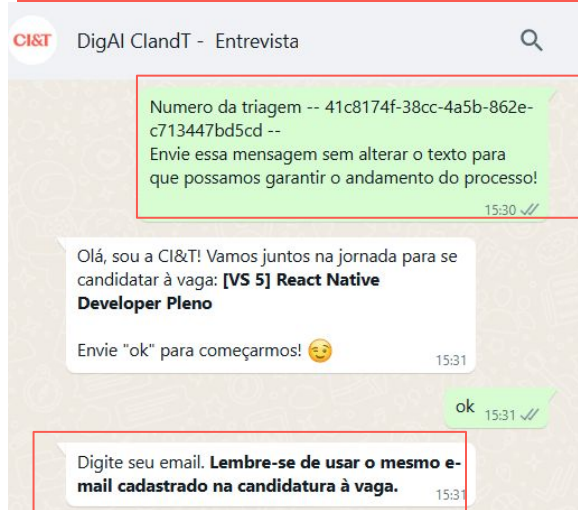 CI&T
DigAI ClandT - Entrevista
Numero da triagem -- 41c8174f-38cc-4a5b-862e-
c713447bd5cd --
Envie essa mensagem sem alterar o texto para
que possamos garantir o andamento do processo!
15:30
Olá, sou a CI&T! Vamos juntos na jornada para se
candidatar à vaga: [VS 5] React Native
Developer Pleno
Envie "ok" para começarmos! 😉
15:31
ok 15:31
Digite seu email. Lembre-se de usar o mesmo e-
mail cadastrado na candidatura à vaga.
15:31